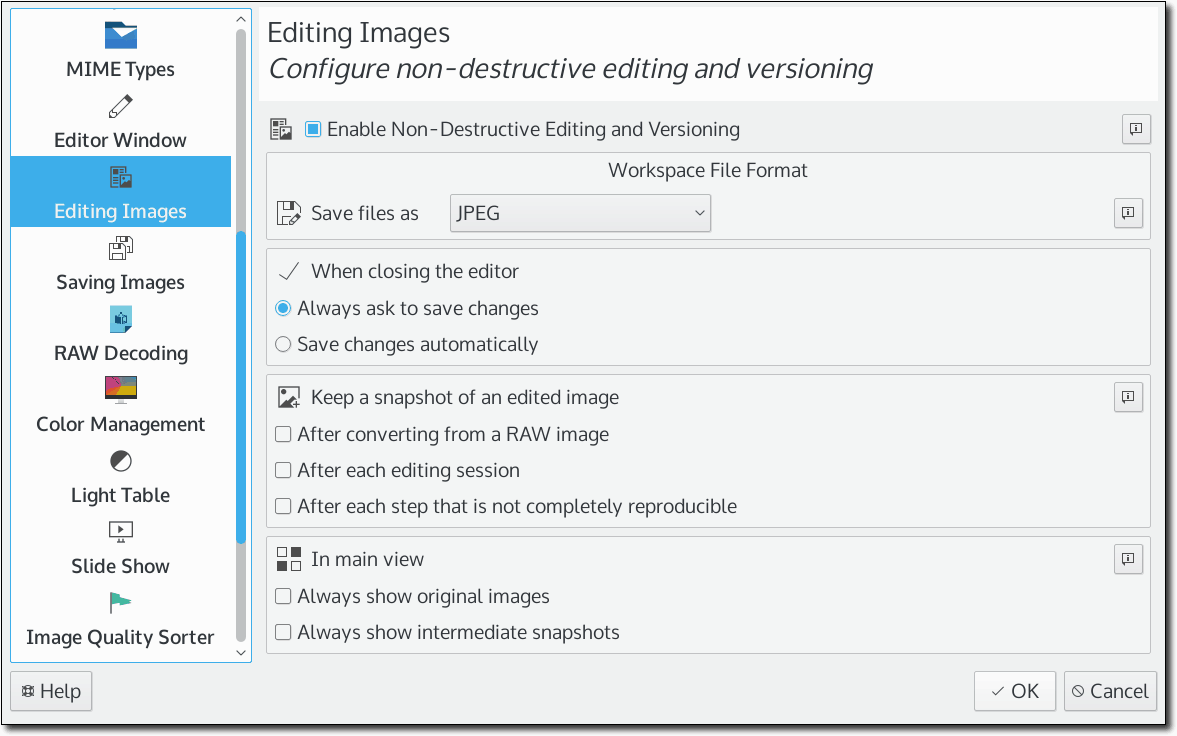 MIME Types
Editor Window
Editing Images
Saving Images
RAW Decoding
Color Management
Light Table
Slide Show
Image Quality Sorter
Editing Images
Configure non-destructive editing and versioning
Enable Non-Destructive Editing and Versioning
Workspace File Format
Save files as JPEG
When closing the editor
Always ask to save changes
Save changes automatically
Keep a snapshot of an edited image
After converting from a RAW image
After each editing session
After each step that is not completely reproducible
In main view
Always show original images
Always show intermediate snapshots
Help OK Cancel